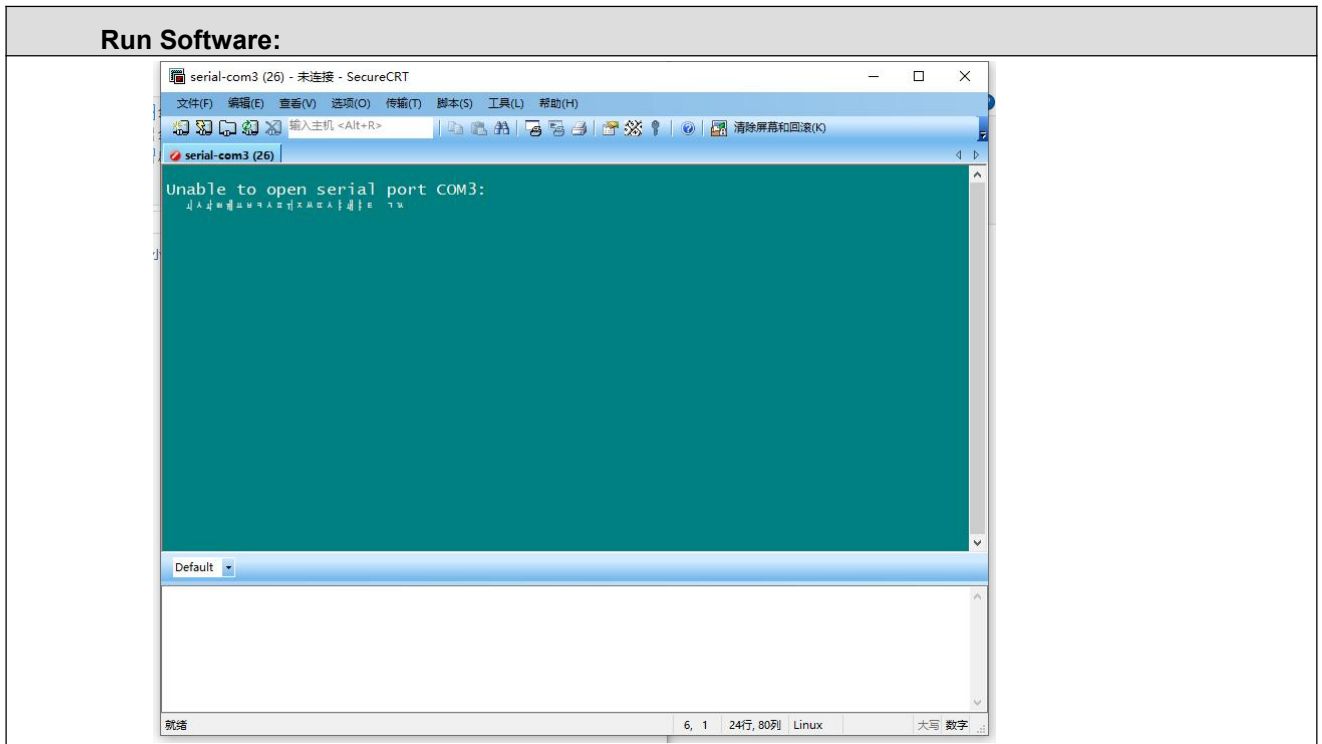 Run Software:
serial-com3 (26) - 未连接 - SecureCRT
文件(F) 编辑(E) 查看(V) 选项(O) 传输(T) 脚本(S) 工具(L) 帮助(H)
输入主机 <Alt+R> 清除屏幕和回滚(K)
serial-com3 (26)
Unable to open serial port COM3:
Default
就绪 6, 1 24行, 80列 Linux 大写 数字